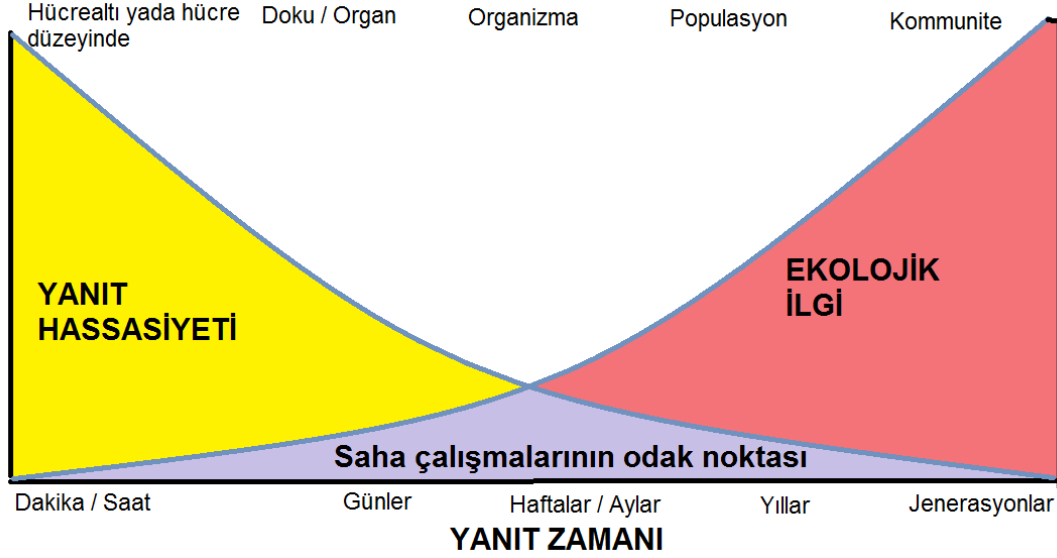 Hücrealtı yada hücre
düzeyinde
Doku / Organ
Organizma
Populasyon
Kommunite
YANIT
HASSASİYETİ
EKOLOJİK
İLGİ
Saha çalışmalarının odak noktası
Dakika / Saat
Günler
Haftalar / Aylar
Yıllar
Jenerasyonlar
YANIT ZAMANI